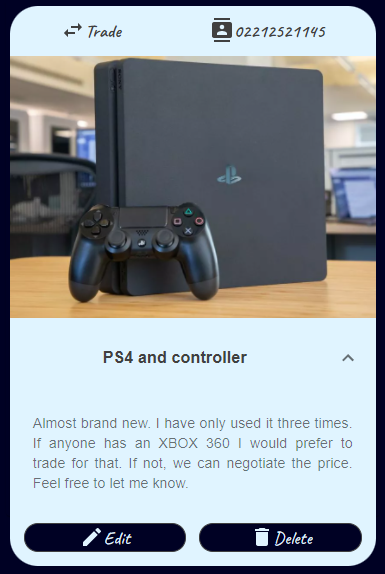 Trade
02212521145
PS4 and controller
Almost brand new. I have only used it three times.
If anyone has an XBOX 360 I would prefer to
trade for that. If not, we can negotiate the price.
Feel free to let me know.
Edit
Delete